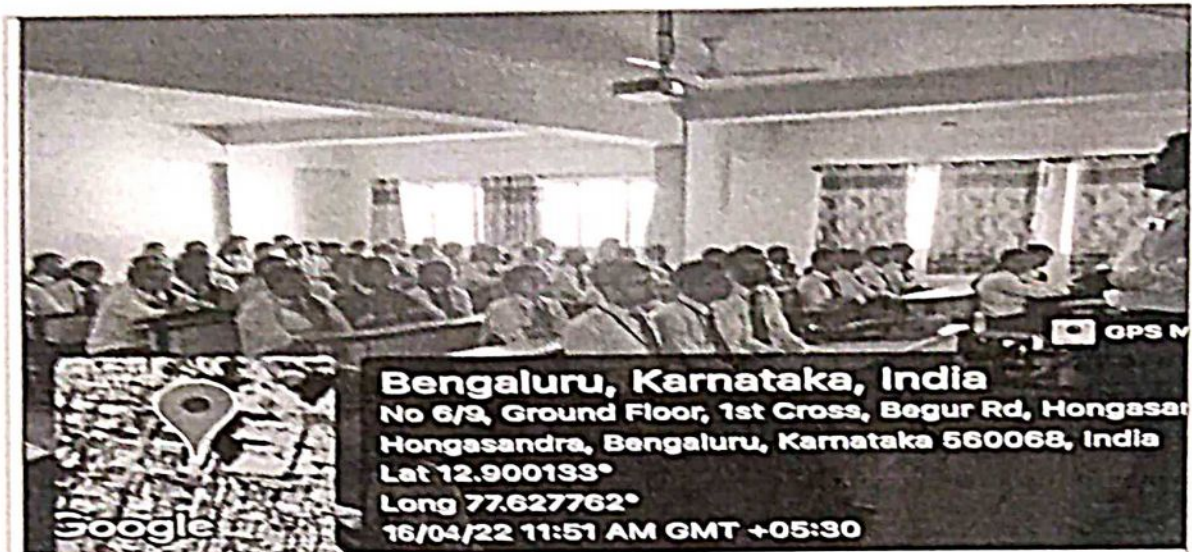 GPS M
Bengaluru, Karnataka, India
No 6/9, Ground Floor, 1st Cross, Begur Rd, Hongasar
Hongasandra, Bengaluru, Karnataka 560068, India
Lat 12.900133°
Long 77.627762°
16/04/22 11:51 AM GMT +05:30
Google